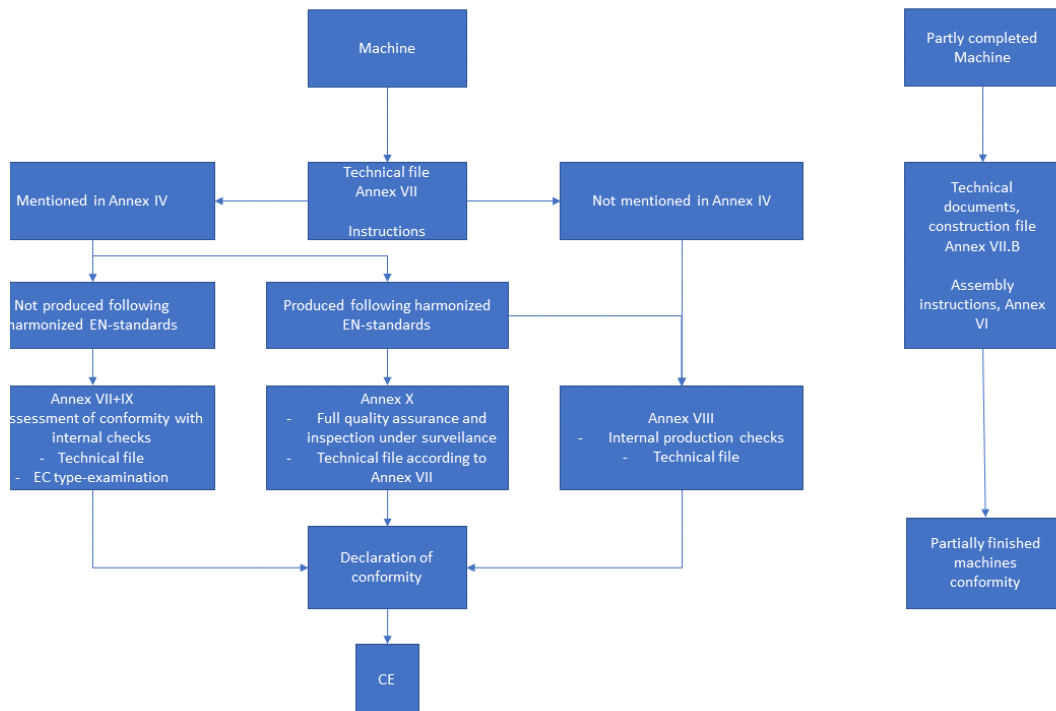 Machine
Partly completed
Machine
Mentioned in Annex IV
Technical file
Annex VII
Instructions
Not mentioned in Annex IV
Technical
documents,
construction file
Annex VII.B
Assembly
instructions, Annex
VI
Not produced following
harmonized EN-standards
Produced following harmonized
EN-standards
Annex VII+IX
ssessment of conformity with
internal checks
- Technical file
- EC type-examination
Annex X
- Full quality assurance and
inspection under surveilance
- Technical file according to
Annex VII
Annex VIII
- Internal production checks
- Technical file
Declaration of
conformity
Partially finished
machines
conformity
CE